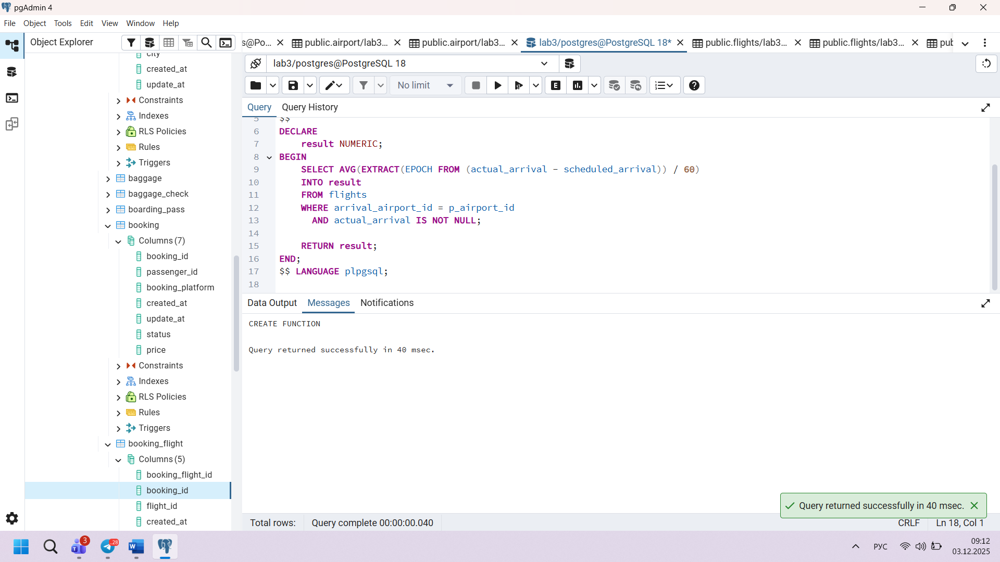 pgAdmin 4
File Object Tools Edit View Window Help
Object Explorer
s@Po... public.airport/lab3... public.airport/lab3... lab3/postgres@PostgreSQL 18* public.flights/lab3... public.flights/lab3... pub
lab3/postgres@PostgreSQL 18
No limit
E
Query Query History
city
created_at
update_at
Constraints
Indexes
RLS Policies
Rules
Triggers
baggage
baggage_check
boarding_pass
booking
Columns (7)
booking_id
passenger_id
booking_platform
created_at
update_at
status
price
Constraints
Indexes
RLS Policies
Rules
Triggers
booking_flight
Columns (5)
booking_flight_id
booking_id
flight_id
created_at
5 $$
6 DECLARE
7 result NUMERIC;
8 BEGIN
9 SELECT AVG(EXTRACT(EPOCH FROM (actual_arrival - scheduled_arrival)) / 60)
10 INTO result
11 FROM flights
12 WHERE arrival_airport_id = p_airport_id
13 AND actual_arrival IS NOT NULL;
14
15 RETURN result;
16 END;
17 $$ LANGUAGE plpgsql;
18
Data Output Messages Notifications
CREATE FUNCTION
Query returned successfully in 40 msec.
Query returned successfully in 40 msec.
Total rows: Query complete 00:00:00.040 CRLF Ln 18, Col 1
3
..28
РУС
09:12
03.12.2025